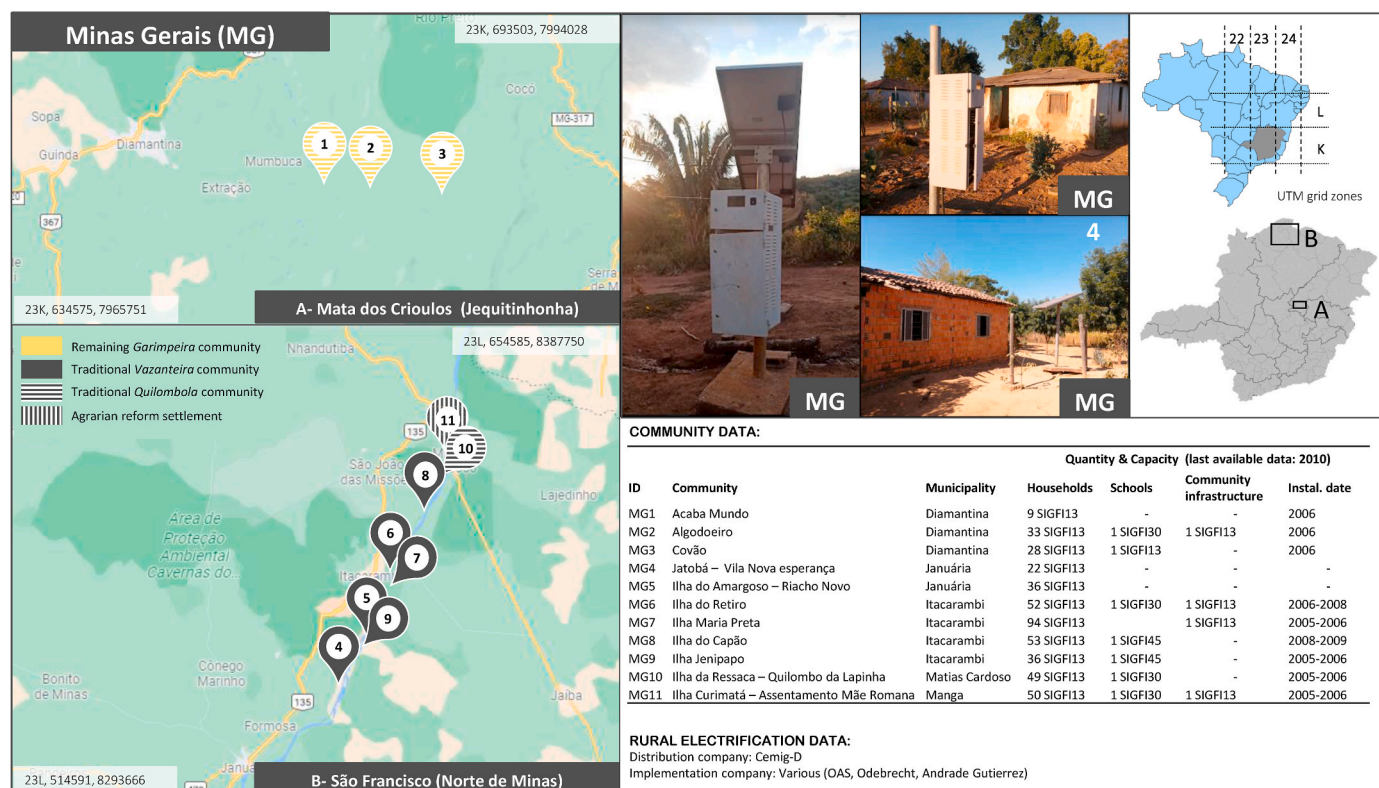 Minas Gerais (MG)
23K, 693503, 7994028
Rio Preto
367
Cocó
Sopa
Diamantina
MG-317
Guinda
Mumbuca
1
2
3
Extração
20
367
Serra
de M
de
23K, 634575, 7965751
A- Mata dos Crioulos (Jequitinhonha)
23L, 654585, 8387750
Nhandutiba
Remaining Garimpeira community
Traditional Vazanteira community
Traditional Quilombola community
Agrarian reform settlement
11
135
10
São João
das Missões
8
Lajedinho
Área de
Proteção
Ambiental
Cavernas do...
6
7
Itacarambi
5
9
4
Cônego
Marinho
Bonito
de Minas
Jaíba
135
Formosa
Janua
23L, 514591, 8293666
B- São Francisco (Norte de Minas)
MG
MG
4
MG
22 23 24
L
K
UTM grid zones
B
A
COMMUNITY DATA:
Quantity & Capacity (last available data: 2010)
ID Community Municipality Households Schools Community infrastructure Instal. date
MG1 Acaba Mundo Diamantina 9 SIGFI13 - - 2006
MG2 Algodoeiro Diamantina 33 SIGFI13 1 SIGFI30 1 SIGFI13 2006
MG3 Covão Diamantina 28 SIGFI13 1 SIGFI13 - 2006
MG4 Jatobá – Vila Nova esperança Januária 22 SIGFI13 - - -
MG5 Ilha do Amargoso – Riacho Novo Januária 36 SIGFI13 - - -
MG6 Ilha do Retiro Itacarambi 52 SIGFI13 1 SIGFI30 1 SIGFI13 2006-2008
MG7 Ilha Maria Preta Itacarambi 94 SIGFI13 1 SIGFI13 2005-2006
MG8 Ilha do Capão Itacarambi 53 SIGFI13 1 SIGFI45 - 2008-2009
MG9 Ilha Jenipapo Itacarambi 36 SIGFI13 1 SIGFI45 - 2005-2006
MG10 Ilha da Ressaca – Quilombo da Lapinha Matias Cardoso 49 SIGFI13 1 SIGFI30 - 2005-2006
MG11 Ilha Curimatá – Assentamento Mãe Romana Manga 50 SIGFI13 1 SIGFI30 1 SIGFI13 2005-2006
RURAL ELECTRIFICATION DATA:
Distribution company: Cemig-D
Implementation company: Various (OAS, Odebrecht, Andrade Gutierrez)